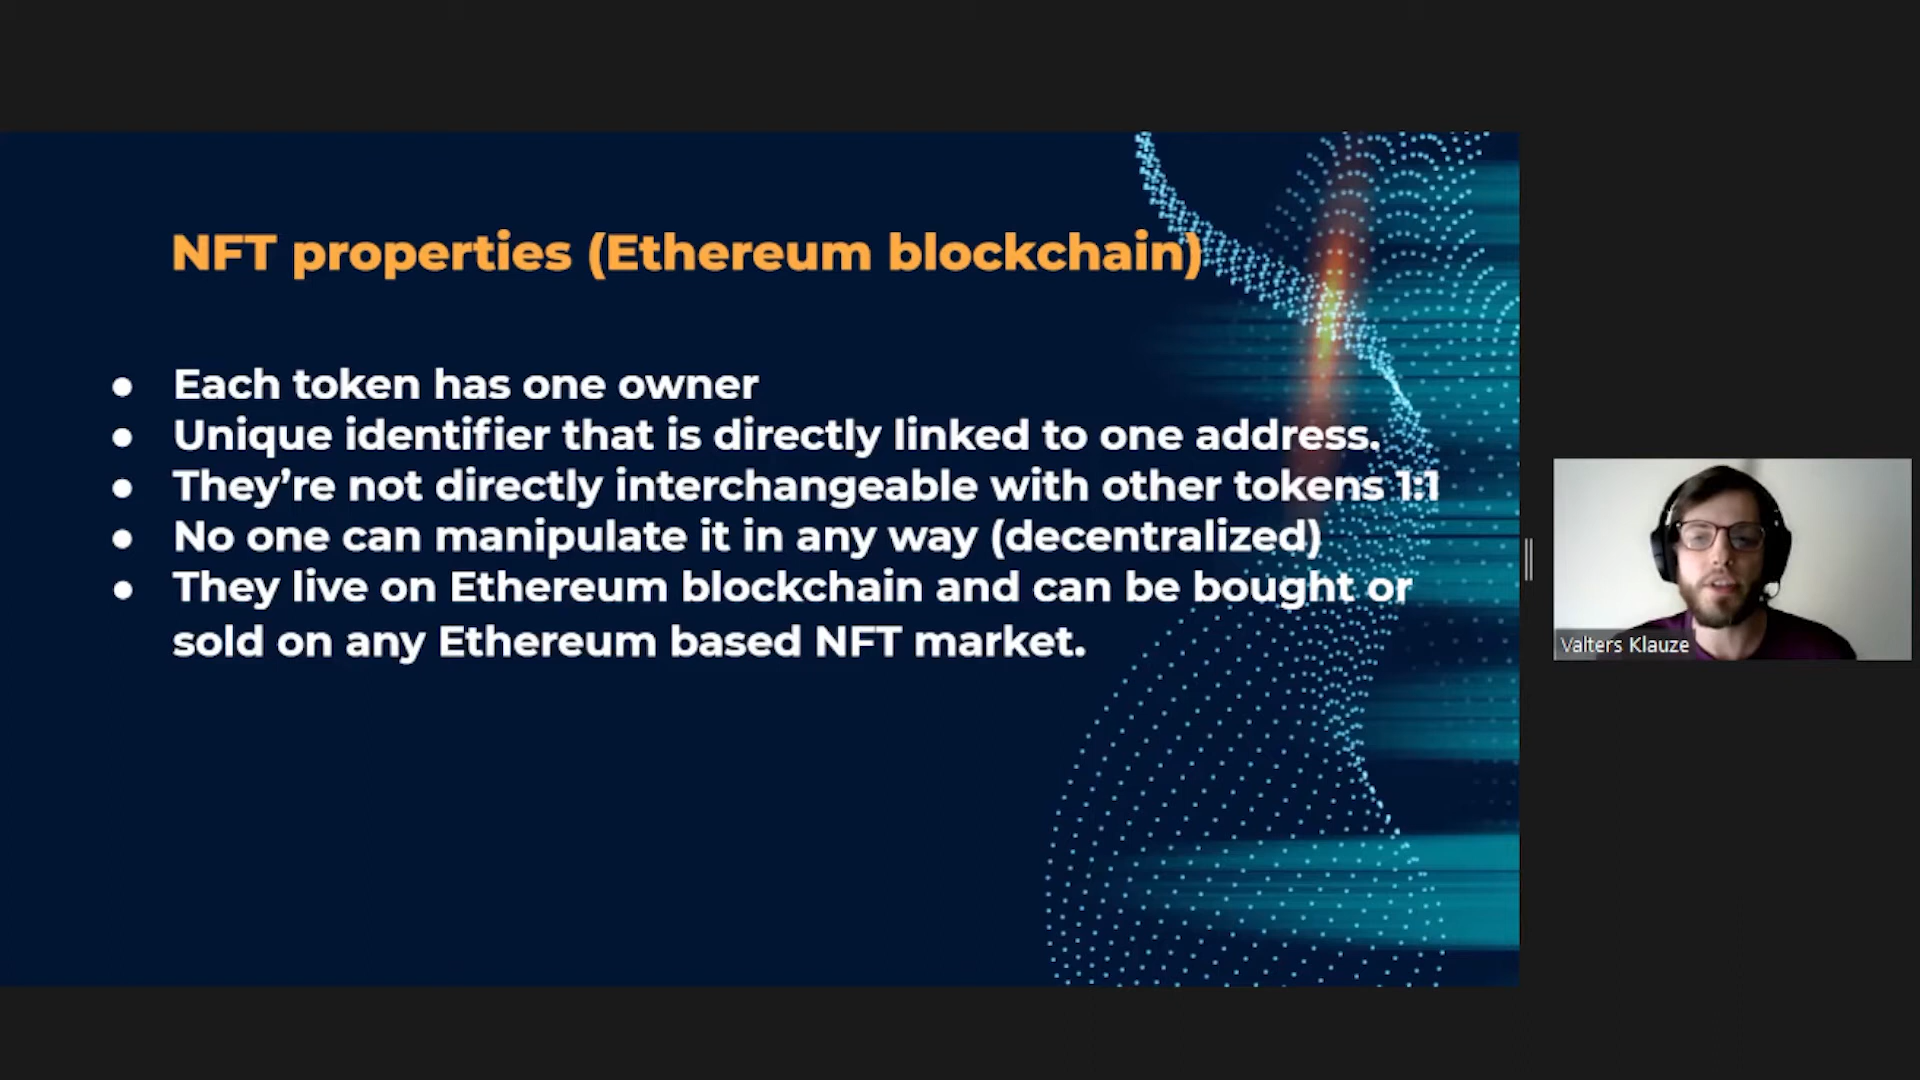 NFT properties (Ethereum blockchain)
● Each token has one owner
● Unique identifier that is directly linked to one address.
● They’re not directly interchangeable with other tokens 1:1
● No one can manipulate it in any way (decentralized)
● They live on Ethereum blockchain and can be bought or
sold on any Ethereum based NFT market.
Valters Klauze